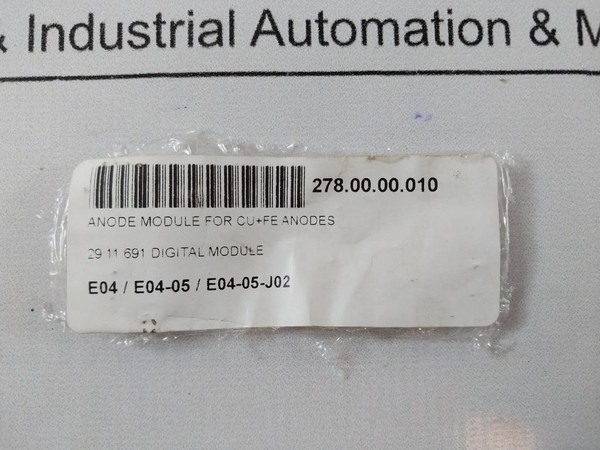 & Industrial Automation & M
278.00.00.010
ANODE MODULE FOR CU+FE ANODES
29 11 691 DIGITAL MODULE
E04 / E04-05 / E04-05-J02